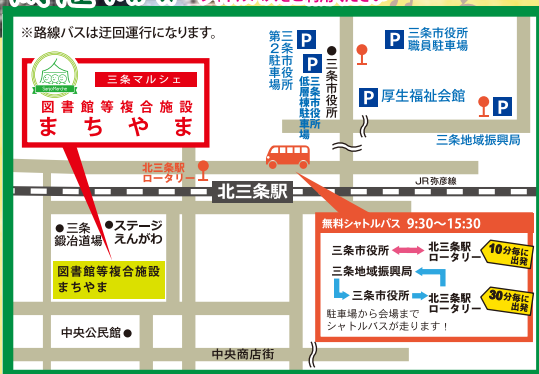 ※路線バスは迂回運行になります。
Sanjo Marche
三条マルシェ
図書館等複合施設
まちやま
三条市役所
第2駐車場
P
P
三条市役所
低層棟駐車場
三条市役所
P
三条市役所
職員駐車場
P
厚生福祉会館
P
三条地域振興局
北三条駅
ロータリー
JR弥彦線
北三条駅
三条
鍛冶道場
ステージ
えんがわ
図書館等複合施設
まちやま
中央公民館
中央商店街
無料シャトルバス 9:30～15:30
三条市役所
北三条駅
ロータリー
10分毎に
出発
三条地域振興局
三条市役所
北三条駅
ロータリー
30分毎に
出発
駐車場から会場まで
シャトルバスが走ります！